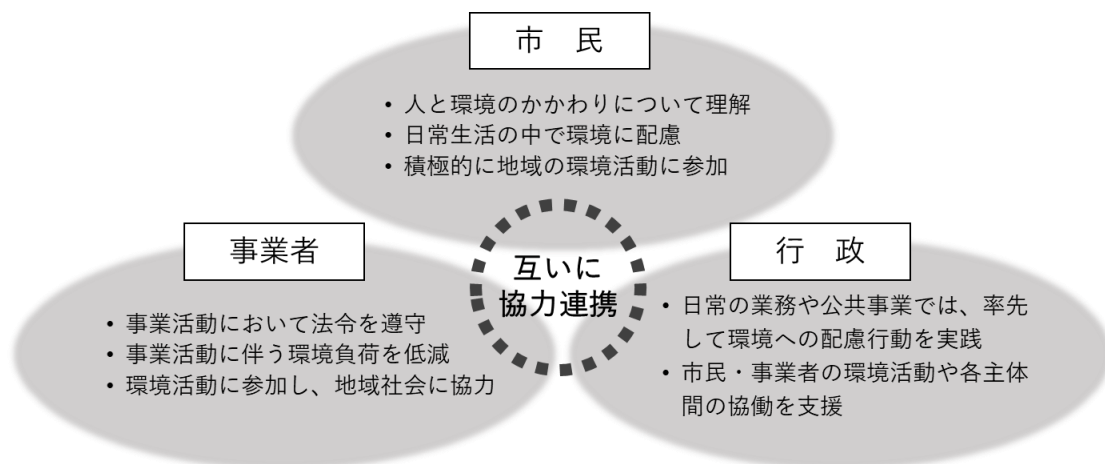 市　民
• 人と環境のかかわりについて理解
• 日常生活の中で環境に配慮
• 積極的に地域の環境活動に参加
事業者
• 事業活動において法令を遵守
• 事業活動に伴う環境負荷を低減
• 環境活動に参加し、地域社会に協力
互いに
協力連携
行　政
• 日常の業務や公共事業では、率先
して環境への配慮行動を実践
• 市民・事業者の環境活動や各主体
間の協働を支援